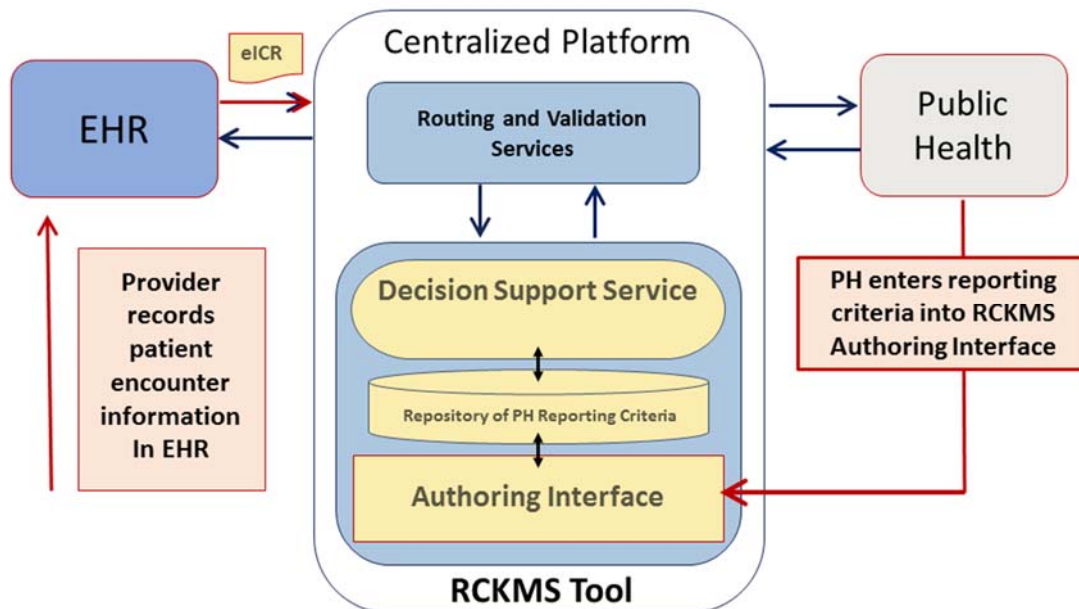 Centralized Platform
eICR
EHR
Routing and Validation
Services
Public
Health
Provider
records
patient
encounter
information
In EHR
Decision Support Service
Repository of PH Reporting Criteria
Authoring Interface
PH enters reporting
criteria into RCKMS
Authoring Interface
RCKMS Tool